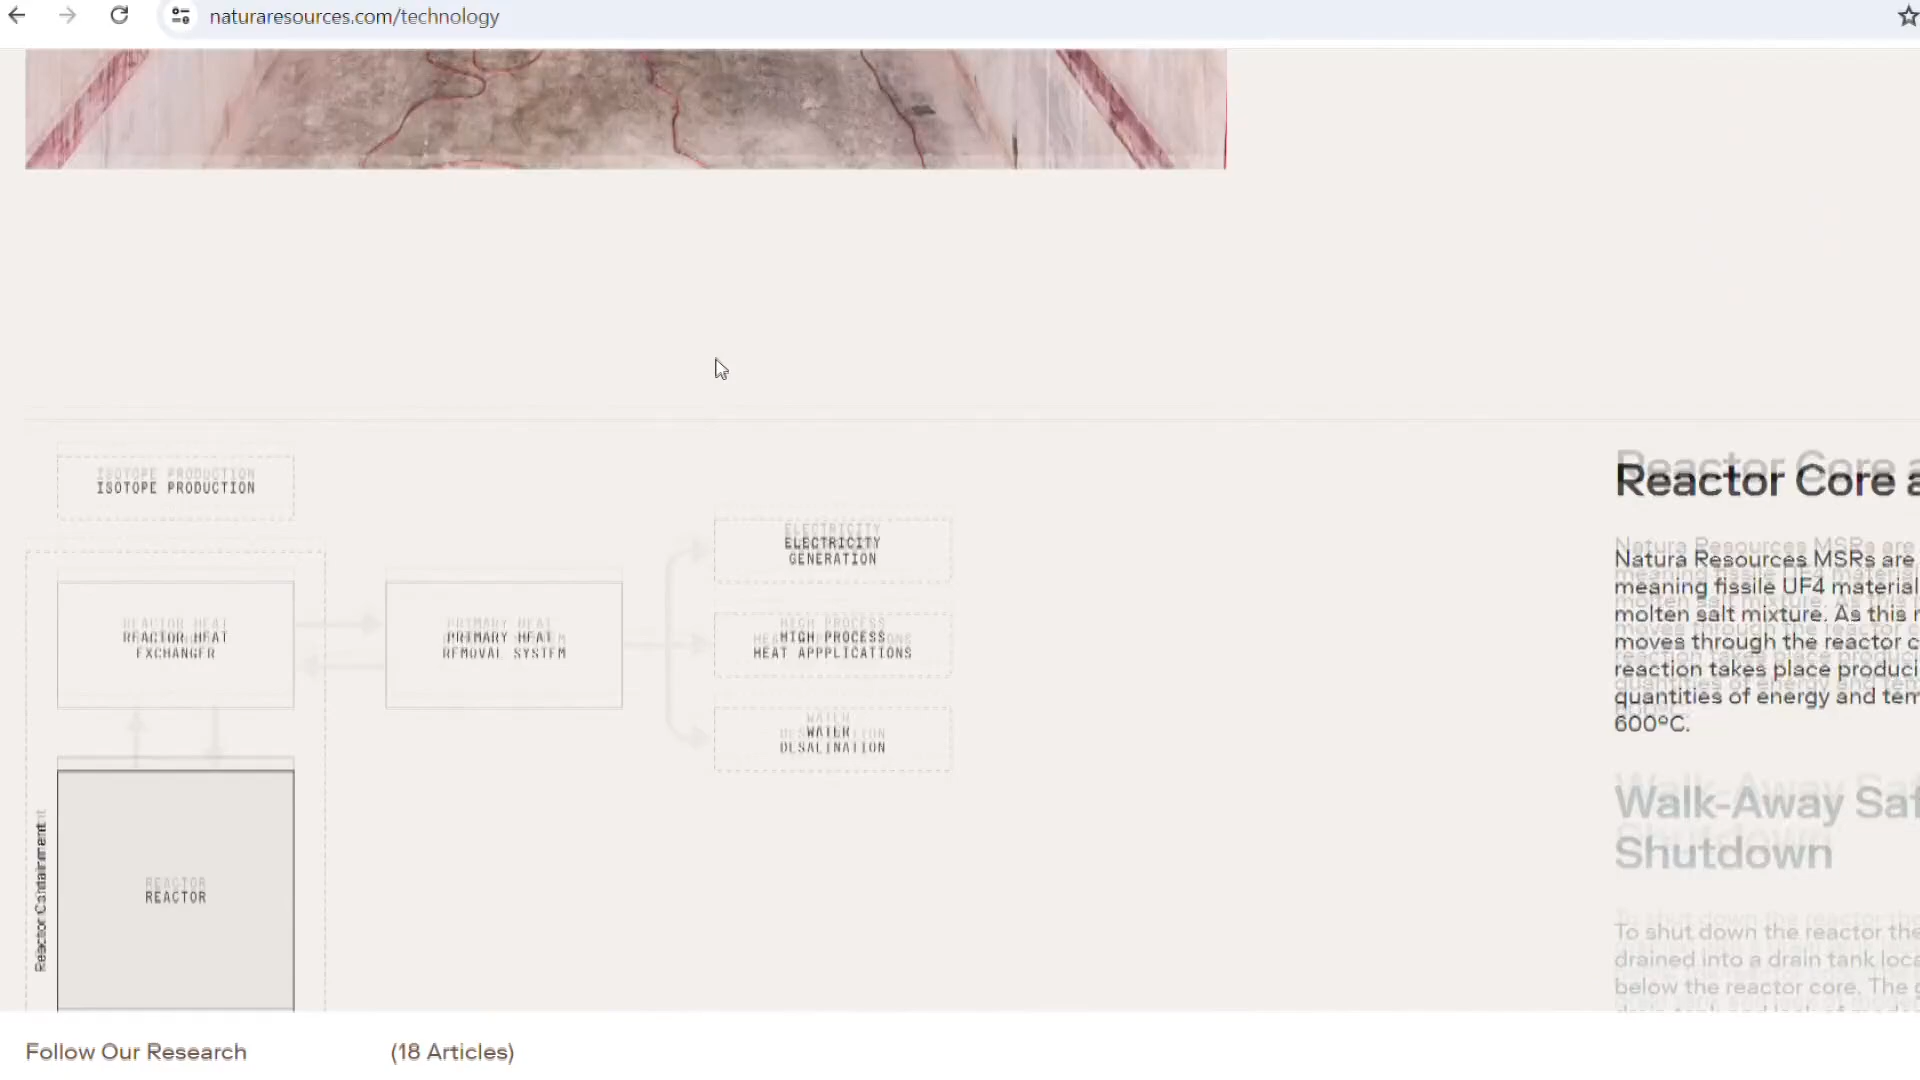 naturaresources.com/technology
ISOTOPE PRODUCTION
ELECTRICITY
GENERATION
REACTOR HEAT
EXCHANGER
PRIMARY HEAT
REMOVAL SYSTEM
HIGH PROCESS
HEAT APPPLICATIONS
WATER
DESALINATION
Reactor Containment
REACTOR
Reactor Core a
Natura Resources MSRs are
meaning fissile UF4 material
molten salt mixture. As this
moves through the reactor c
reaction takes place produci
quantities of energy and tem
600°C.
Walk-Away Saf
Shutdown
To shut down the reactor the
drained into a drain tank loca
below the reactor core. The
Follow Our Research
(18 Articles)